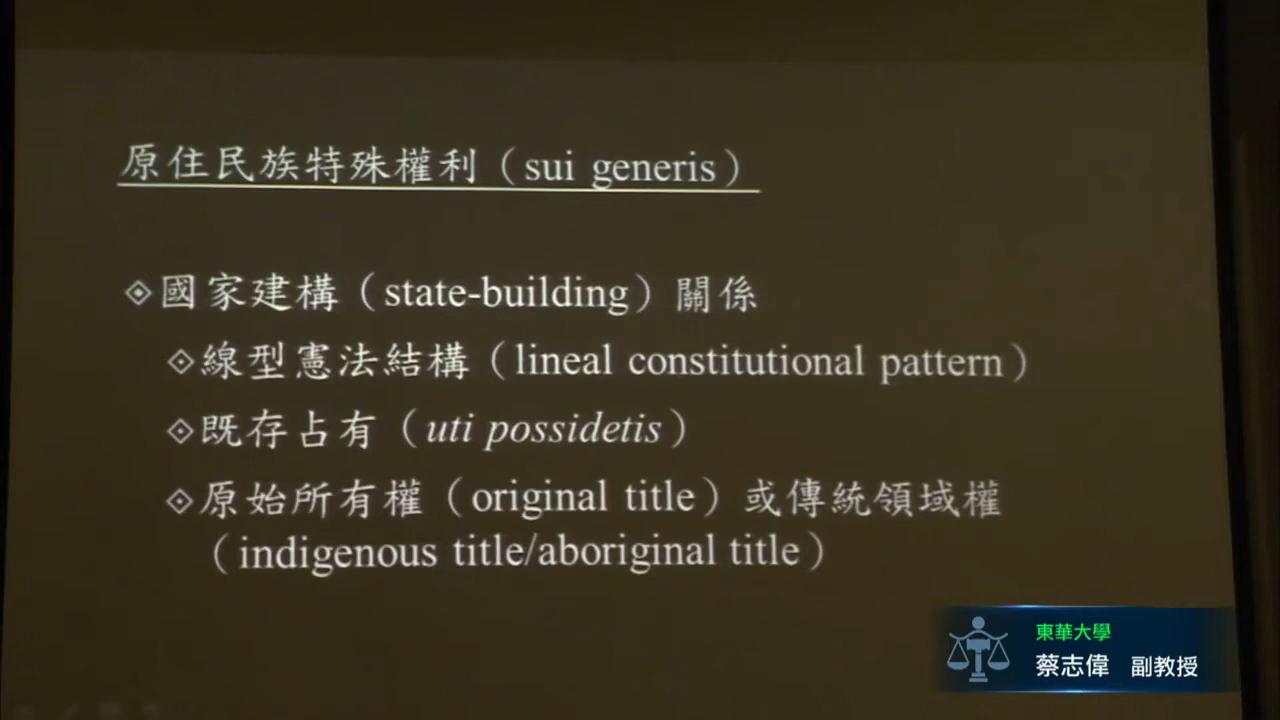 原住民族特殊權利（sui generis）
國家建構（state-building）關係
線型憲法結構（lineal constitutional pattern）
既存占有（uti possidetis）
原始所有權（original title）或傳統領域權
（indigenous title/aboriginal title）
東華大學
蔡志偉 副教授